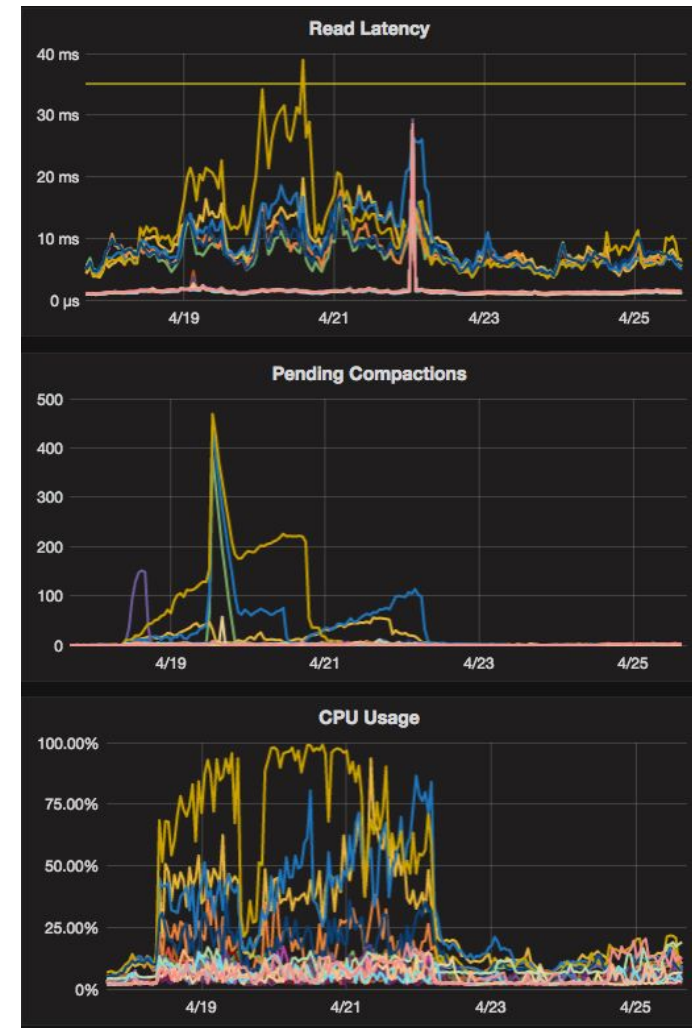 Read Latency
40 ms
30 ms
20 ms
10 ms
0 µs
4/19 4/21 4/23 4/25
Pending Compactions
500
400
300
200
100
0
4/19 4/21 4/23 4/25
CPU Usage
100.00%
75.00%
50.00%
25.00%
0%
4/19 4/21 4/23 4/25